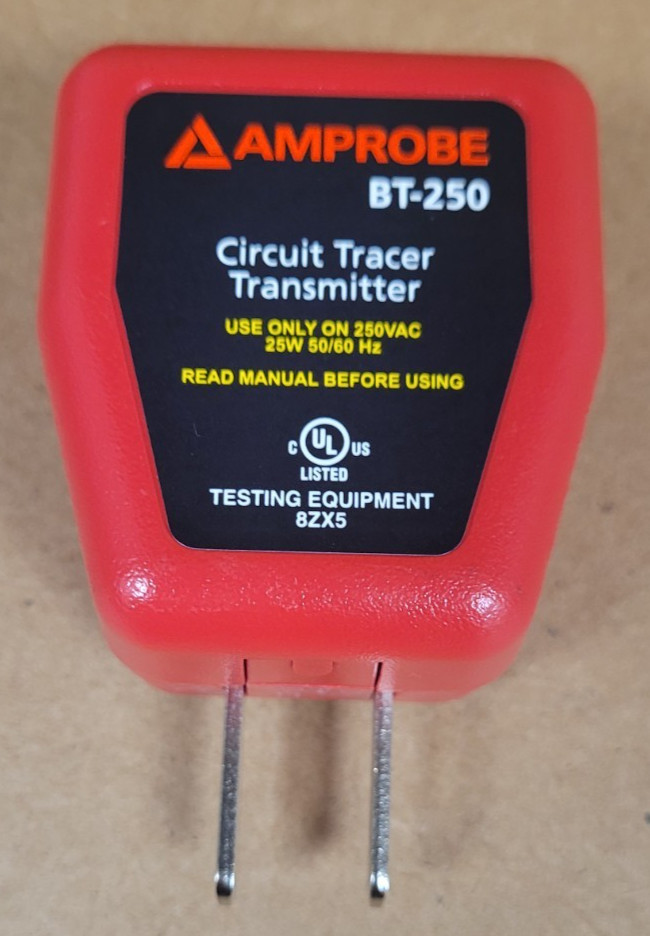 AMPROBE
BT-250
Circuit Tracer
Transmitter
USE ONLY ON 250VAC
25W 50/60 Hz
READ MANUAL BEFORE USING
C UL US
LISTED
TESTING EQUIPMENT
8ZX5